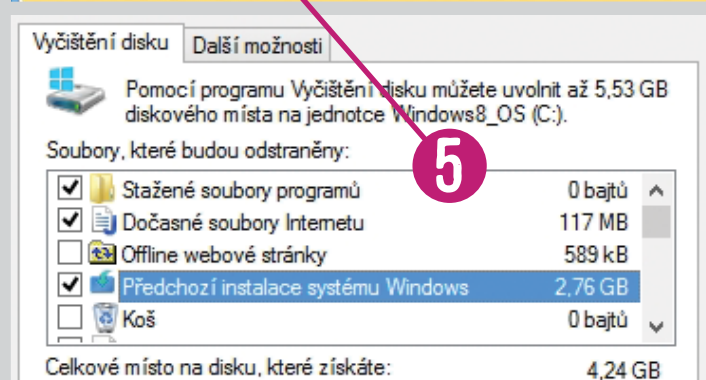 Vyčištění disku Další možnosti
Pomocí programu Vyčištění disku můžete uvolnit až 5,53 GB
diskového místa na jednotce Windows8_OS (C:).
Soubory, které budou odstraněny:
5
Stažené soubory programů 0 bajtů
Dočasné soubory Internetu 117 MB
Offline webové stránky 589 kB
Předchozí instalace systému Windows 2,76 GB
Koš 0 bajtů
Celkové místo na disku, které získáte: 4,24 GB